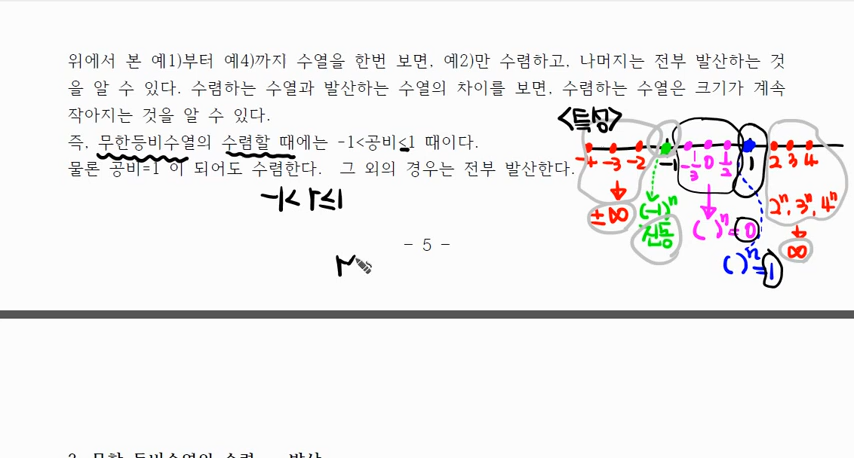 위에서 본 예1)부터 예4)까지 수열을 한번 보면, 예2)만 수렴하고, 나머지는 전부 발산하는 것
을 알 수 있다. 수렴하는 수열과 발산하는 수열의 차이를 보면, 수렴하는 수열은 크기가 계속
작아지는 것을 알 수 있다.
<특징>
즉, 무한등비수열의 수렴할 때에는 -1<공비≤1 때이다.
물론 공비=1 이 되어도 수렴한다. 그 외의 경우는 전부 발산한다.
-4 -3 -2 -1 -1/3 0 1/2 1 2 3 4
-1< r≤1
±∞
(-1)ⁿ
진동
( )ⁿ=0
2ⁿ, 3ⁿ, 4ⁿ
∞
( )ⁿ=1
- 5 -